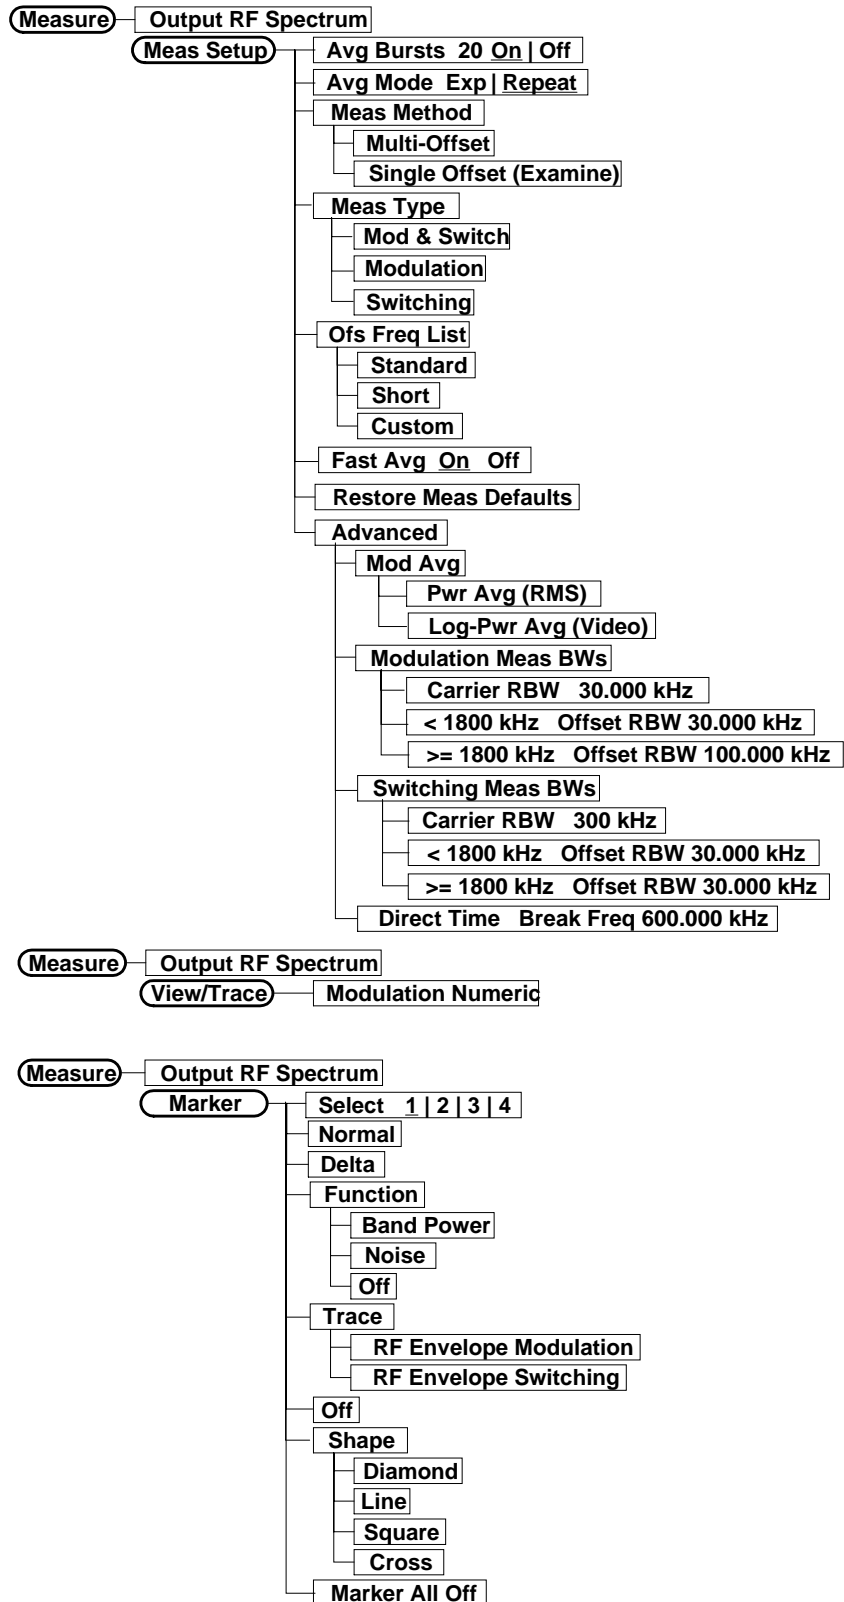 Measure Output RF Spectrum
Meas Setup Avg Bursts 20 On | Off
Avg Mode Exp | Repeat
Meas Method
Multi-Offset
Single Offset (Examine)
Meas Type
Mod & Switch
Modulation
Switching
Ofs Freq List
Standard
Short
Custom
Fast Avg On Off
Restore Meas Defaults
Advanced
Mod Avg
Pwr Avg (RMS)
Log-Pwr Avg (Video)
Modulation Meas BWs
Carrier RBW 30.000 kHz
< 1800 kHz Offset RBW 30.000 kHz
>= 1800 kHz Offset RBW 100.000 kHz
Switching Meas BWs
Carrier RBW 300 kHz
< 1800 kHz Offset RBW 30.000 kHz
>= 1800 kHz Offset RBW 30.000 kHz
Direct Time Break Freq 600.000 kHz
Measure Output RF Spectrum
View/Trace Modulation Numeric
Measure Output RF Spectrum
Marker Select 1 | 2 | 3 | 4
Normal
Delta
Function
Band Power
Noise
Off
Trace
RF Envelope Modulation
RF Envelope Switching
Off
Shape
Diamond
Line
Square
Cross
Marker All Off